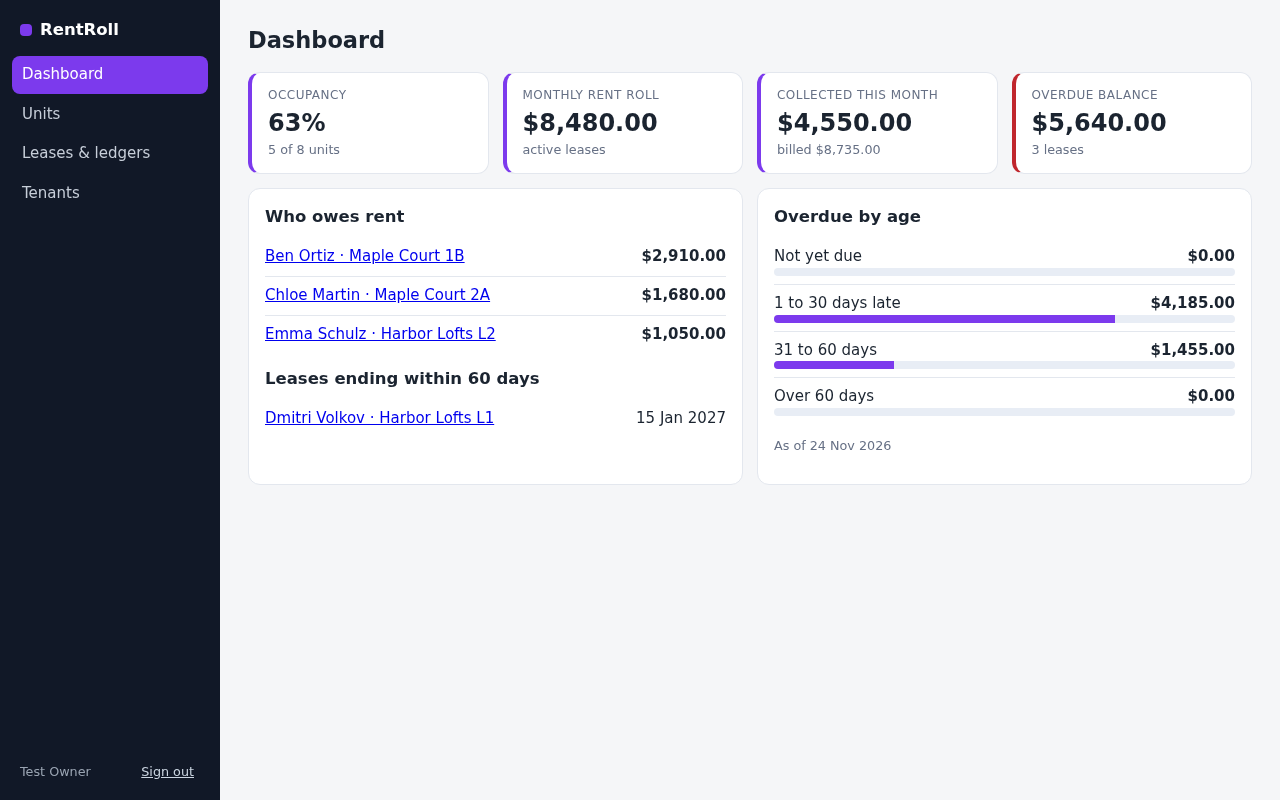 RentRoll
Dashboard
Units
Leases & ledgers
Tenants
Test Owner
Sign out
Dashboard
OCCUPANCY
63%
5 of 8 units
MONTHLY RENT ROLL
$8,480.00
active leases
COLLECTED THIS MONTH
$4,550.00
billed $8,735.00
OVERDUE BALANCE
$5,640.00
3 leases
Who owes rent
Ben Ortiz · Maple Court 1B $2,910.00
Chloe Martin · Maple Court 2A $1,680.00
Emma Schulz · Harbor Lofts L2 $1,050.00
Leases ending within 60 days
Dmitri Volkov · Harbor Lofts L1 15 Jan 2027
Overdue by age
Not yet due $0.00
1 to 30 days late $4,185.00
31 to 60 days $1,455.00
Over 60 days $0.00
As of 24 Nov 2026